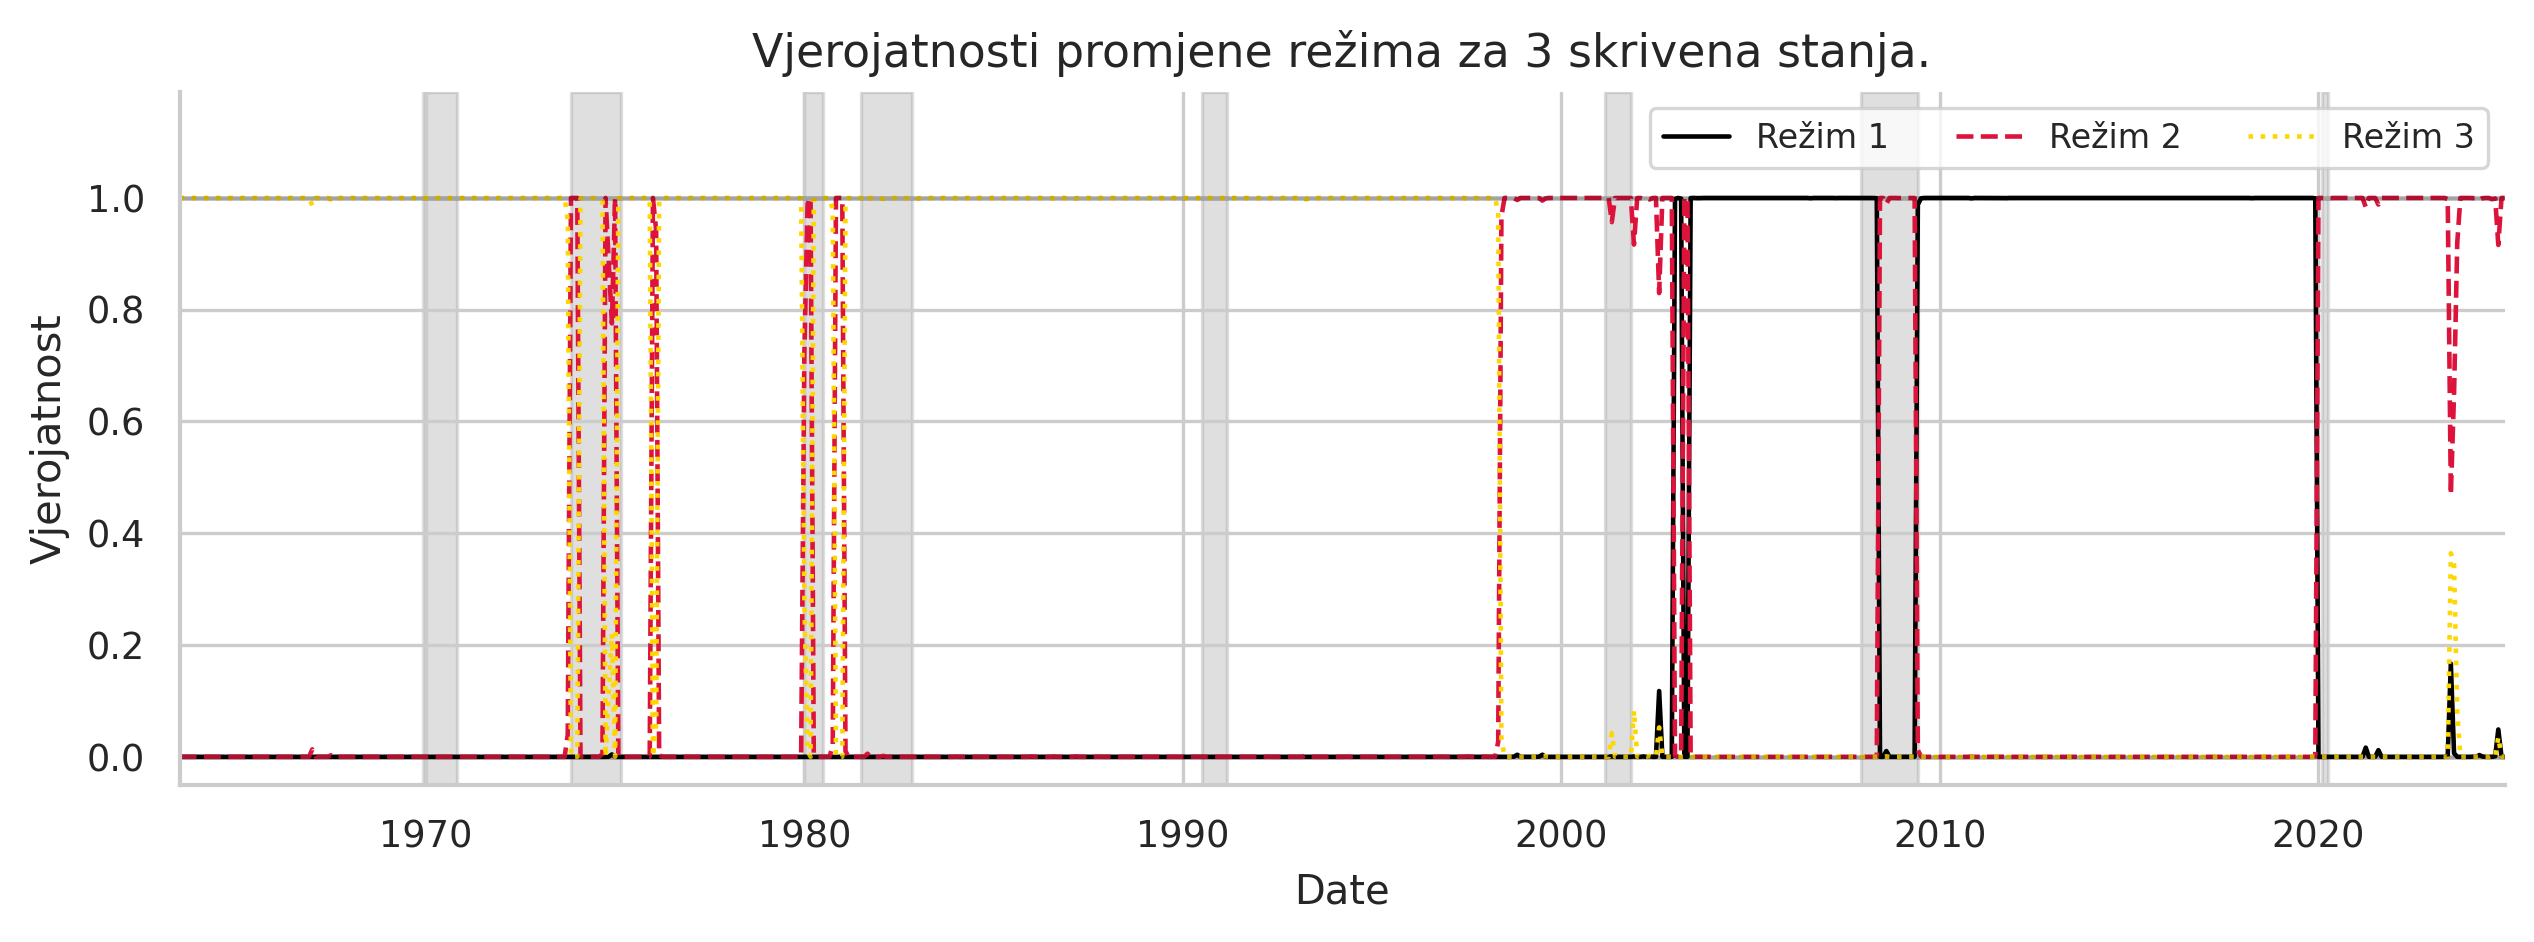 Vjerojatnosti promjene režima za 3 skrivena stanja.
Režim 1 Režim 2 Režim 3
Vjerojatnost
1.0
0.8
0.6
0.4
0.2
0.0
1970 1980 1990 2000 2010 2020
Date